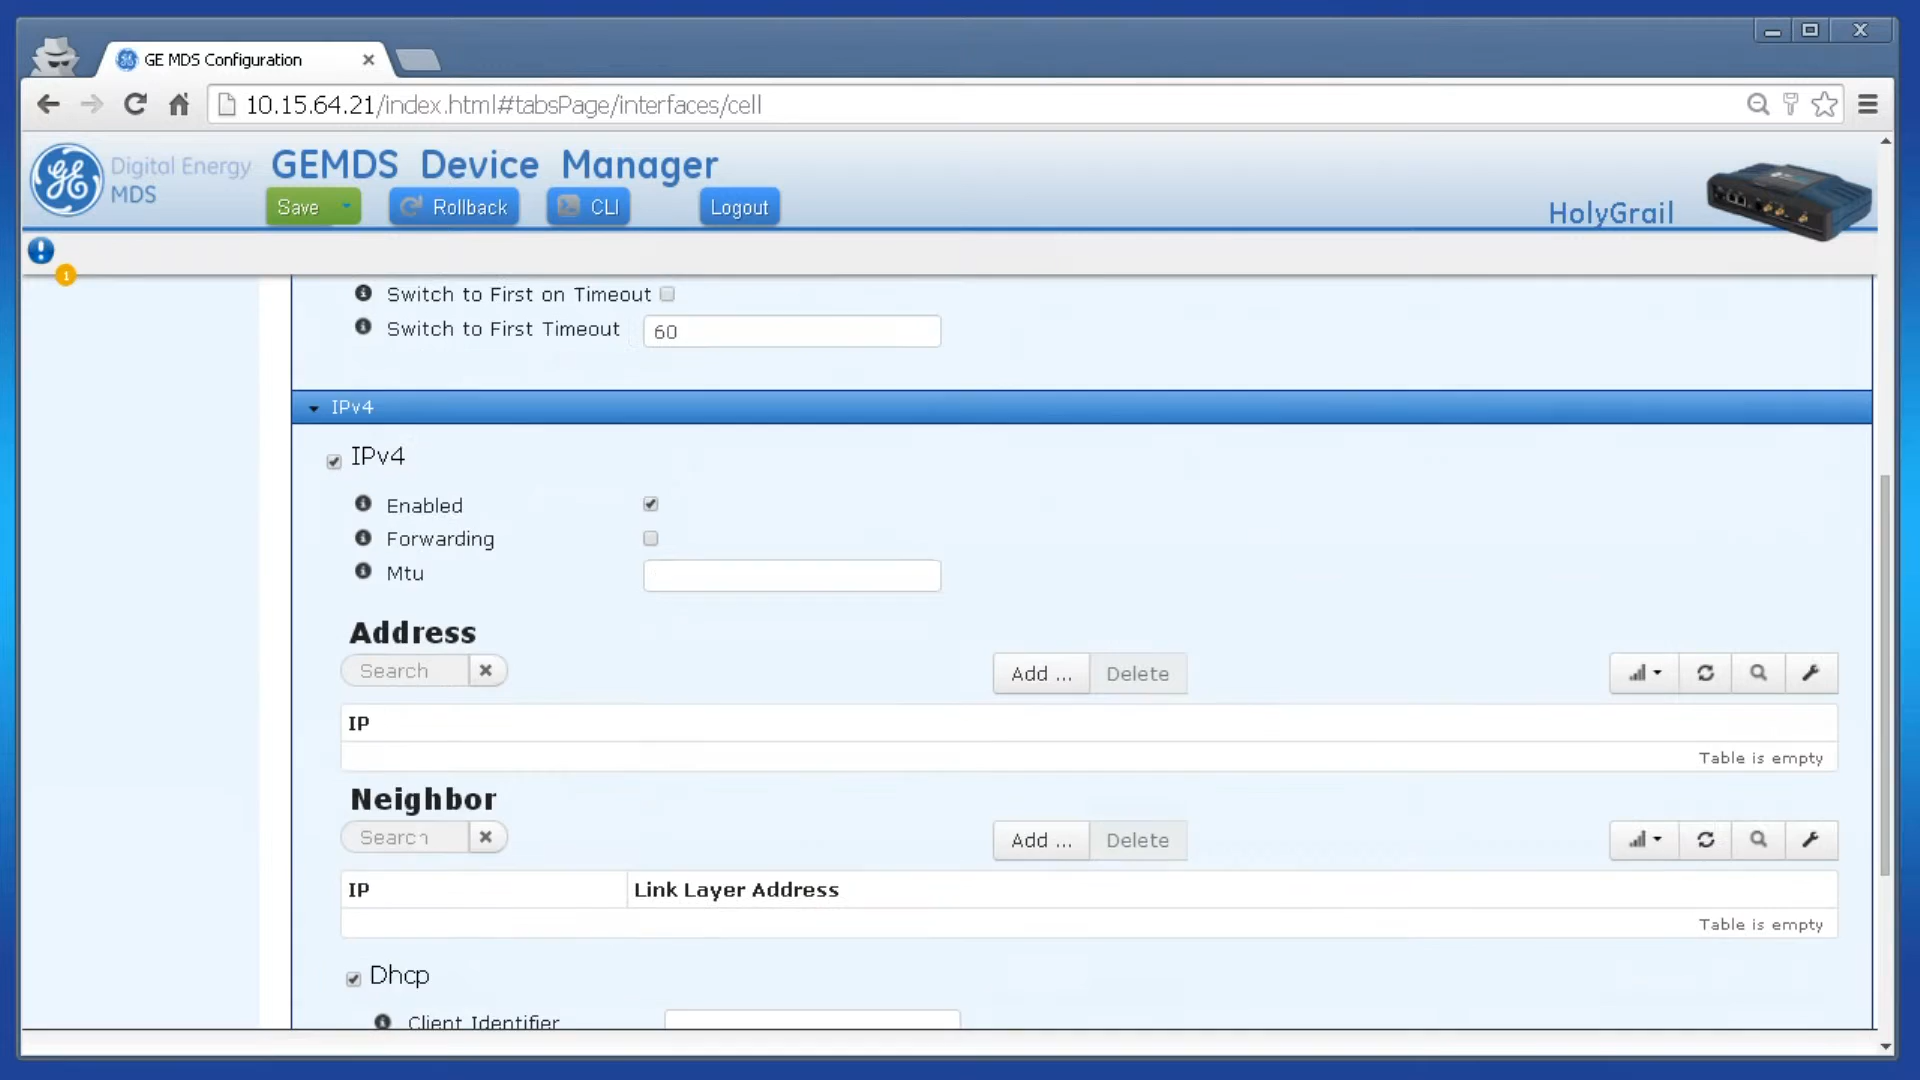 GE MDS Configuration
10.15.64.21/index.html#tabsPage/interfaces/cell
Digital Energy
MDS
GEMDS Device Manager
Save
Rollback
CLI
Logout
HolyGrail
1
Switch to First on Timeout
Switch to First Timeout
60
IPv4
IPv4
Enabled
Forwarding
Mtu
Address
Search
Add ...
Delete
IP
Table is empty
Neighbor
Search
Add ...
Delete
IP
Link Layer Address
Table is empty
Dhcp
Client Identifier